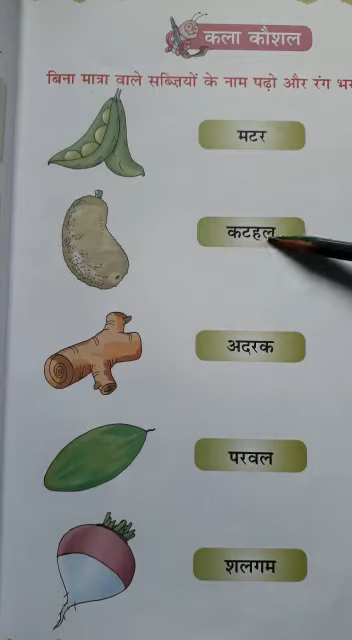 कला कौशल
बिना मात्रा वाले सब्ज़ियों के नाम पढ़ो और रंग
मटर
कटहल
अदरक
परवल
शलगम